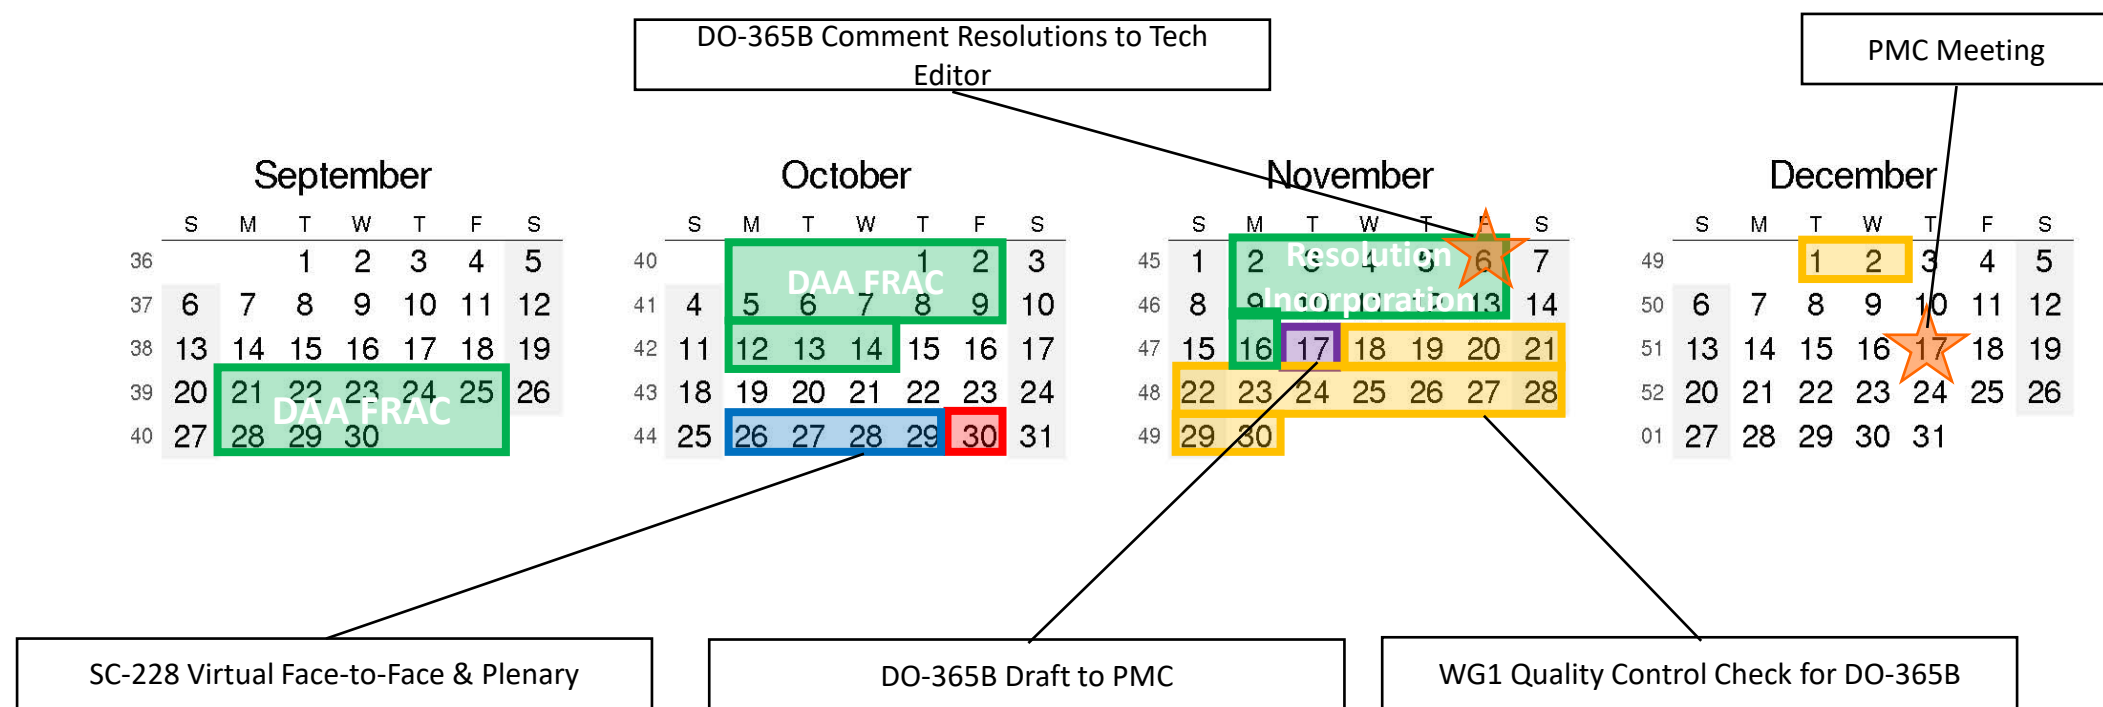 DO-365B Comment Resolutions to Tech
Editor
PMC Meeting
September
S M T W T F S
36 1 2 3 4 5
37 6 7 8 9 10 11 12
38 13 14 15 16 17 18 19
39 20 21 22 23 24 25 26
DAA FRAC
40 27 28 29 30
October
S M T W T F S
40 1 2 3
DAA FRAC
41 4 5 6 7 8 9 10
42 11 12 13 14 15 16 17
43 18 19 20 21 22 23 24
44 25 26 27 28 29 30 31
November
S M T W T F S
45 1 2 3 4 5 6 7
Resolution
Incorporation
46 8 9 10 11 12 13 14
47 15 16 17 18 19 20 21
48 22 23 24 25 26 27 28
49 29 30
December
S M T W T F S
49 1 2 3 4 5
50 6 7 8 9 10 11 12
51 13 14 15 16 17 18 19
52 20 21 22 23 24 25 26
01 27 28 29 30 31
SC-228 Virtual Face-to-Face & Plenary
DO-365B Draft to PMC
WG1 Quality Control Check for DO-365B